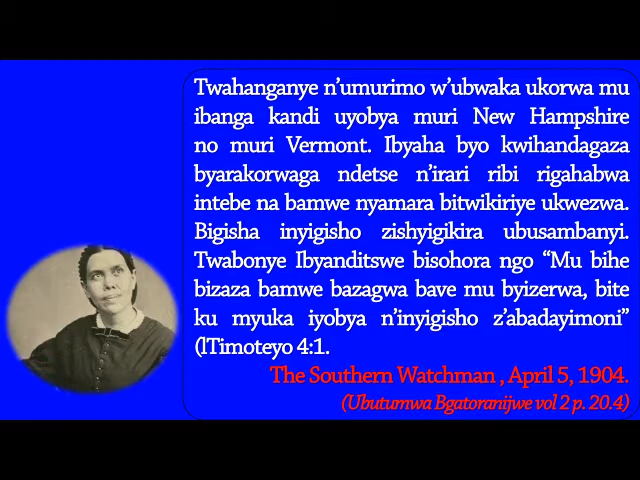 Twahanganye n’umurimo w’ubwaka ukorwa mu
ibanga kandi uyobya muri New Hampshire
no muri Vermont. Ibyaha byo kwihandagaza
byarakorwaga ndetse n’irari ribi rigahabwa
intebe na bamwe nyamara bitwikiriye ukwezwa.
Bigisha inyigisho zishyigikira ubusambanyi.
Twabonye Ibyanditswe bisohora ngo “Mu bihe
bizaza bamwe bazagwa bave mu byizerwa, bite
ku myuka iyobya n’inyigisho z’abadayimoni”
(lTimoteyo 4:1.
The Southern Watchman , April 5, 1904.
(Ubutumwa Bgatoranijwe vol 2 p. 20.4)